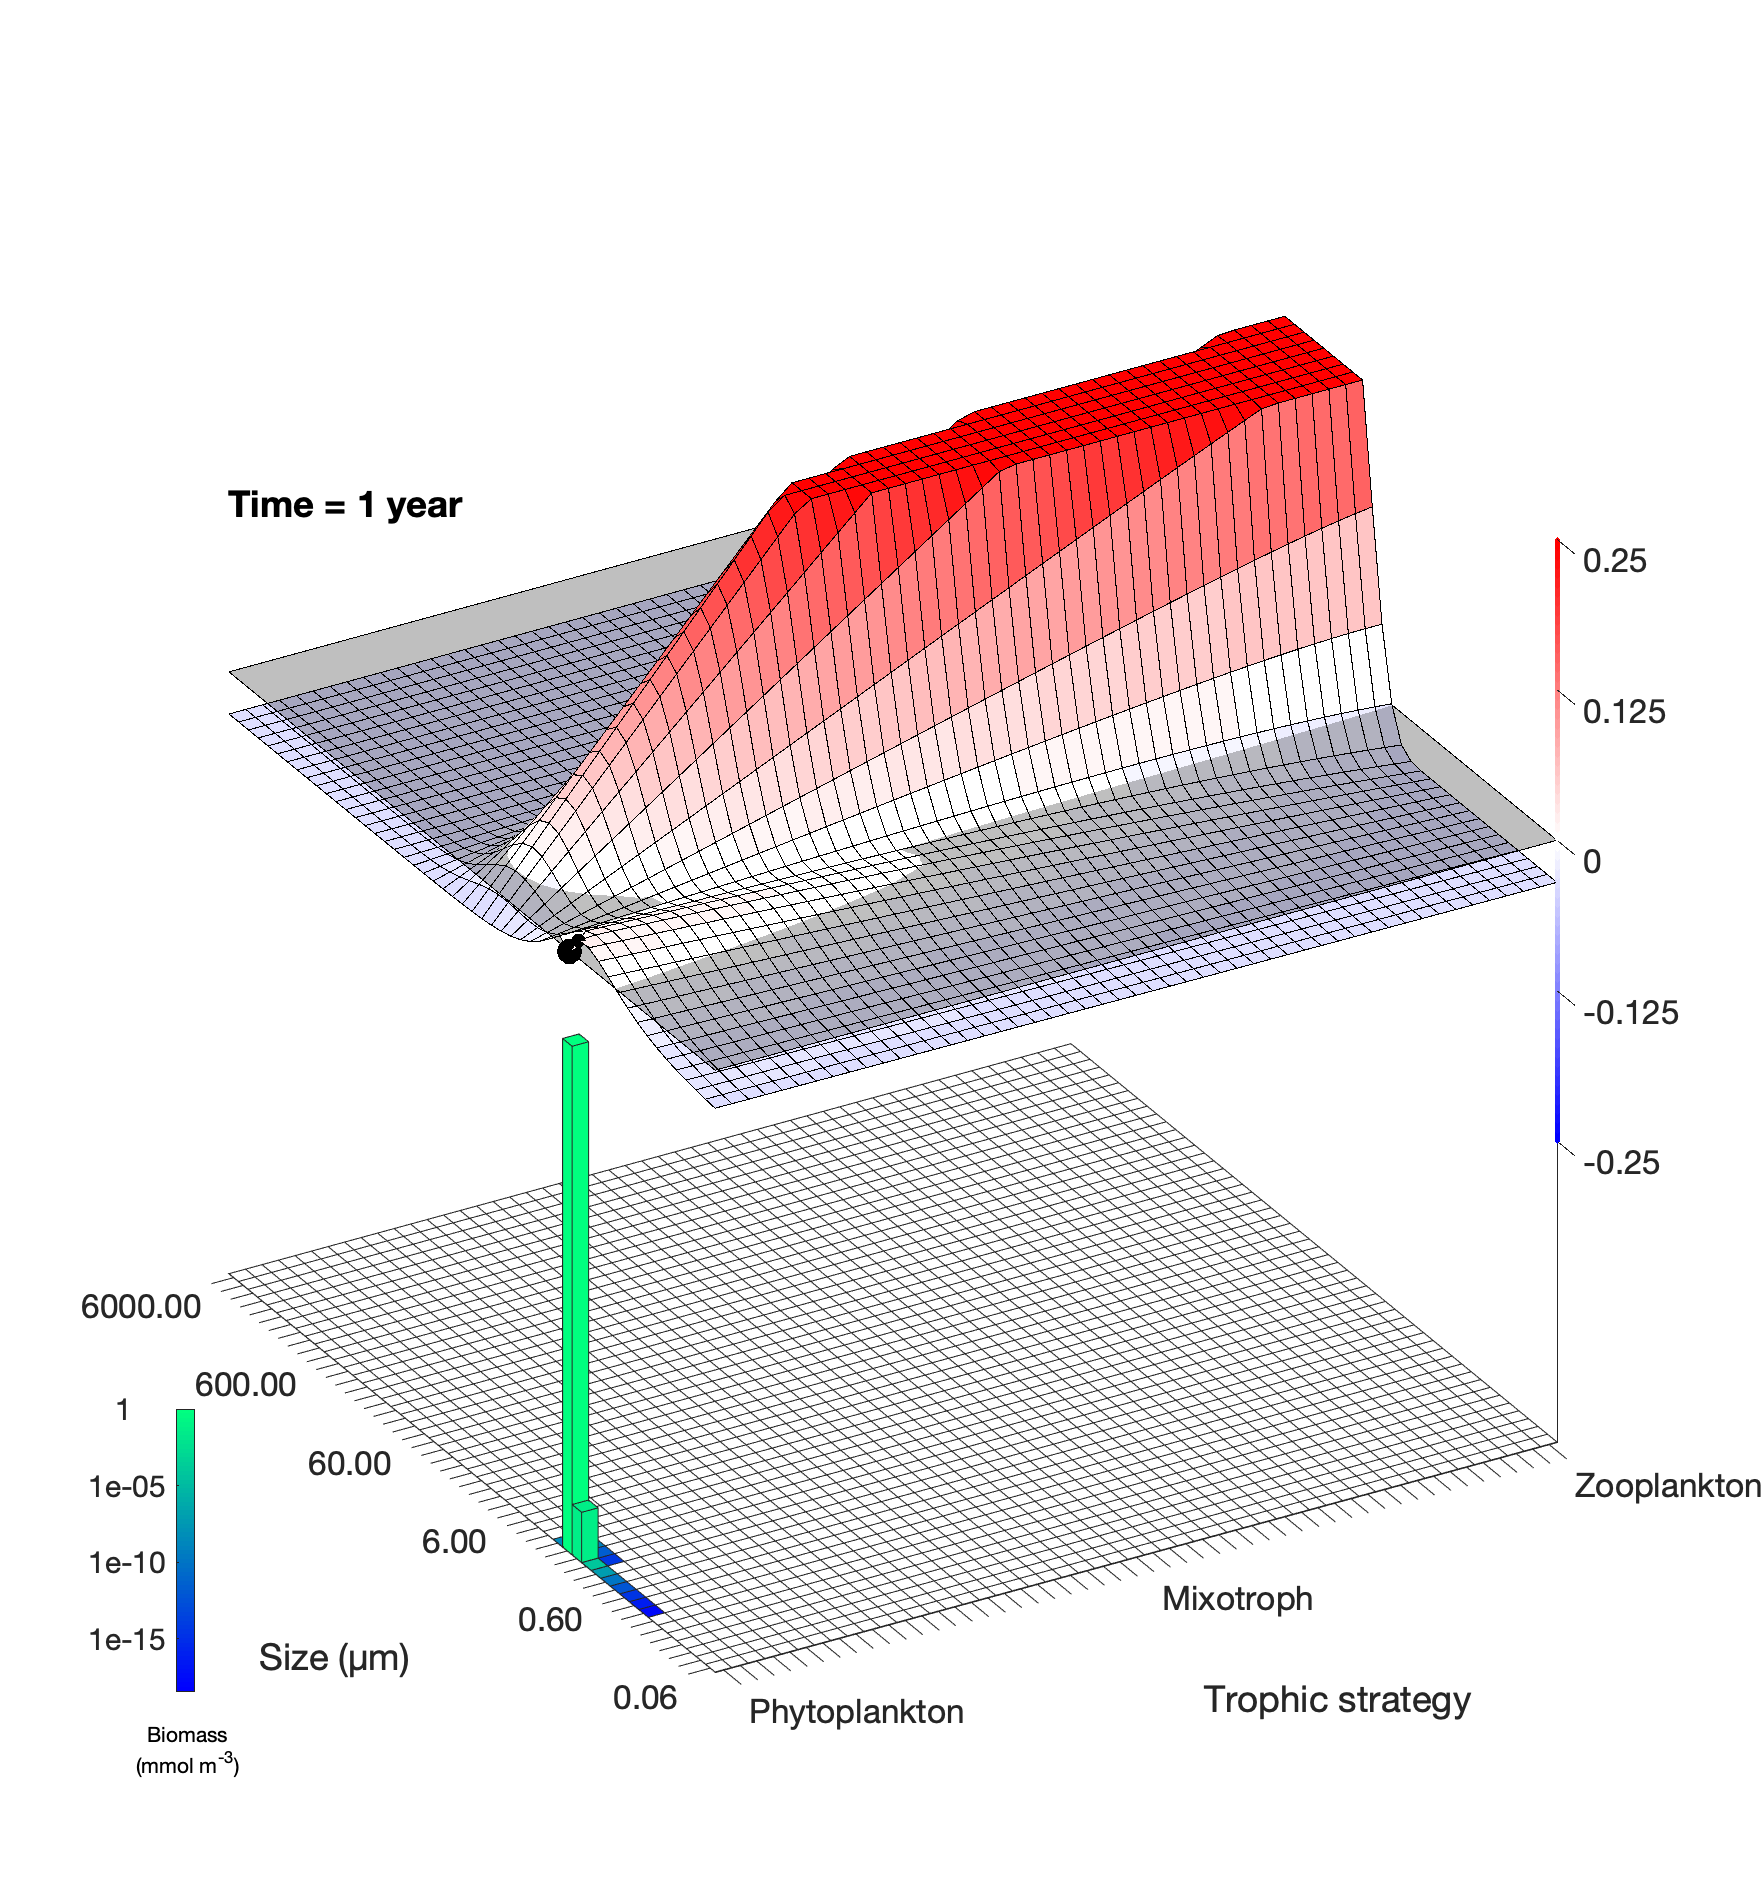 Time = 1 year
0.25
0.125
0
-0.125
-0.25
6000.00
600.00
60.00
6.00
0.60
0.06
Size (μm)
1
1e-05
1e-10
1e-15
Biomass
(mmol m-3)
Zooplankton
Mixotroph
Phytoplankton
Trophic strategy